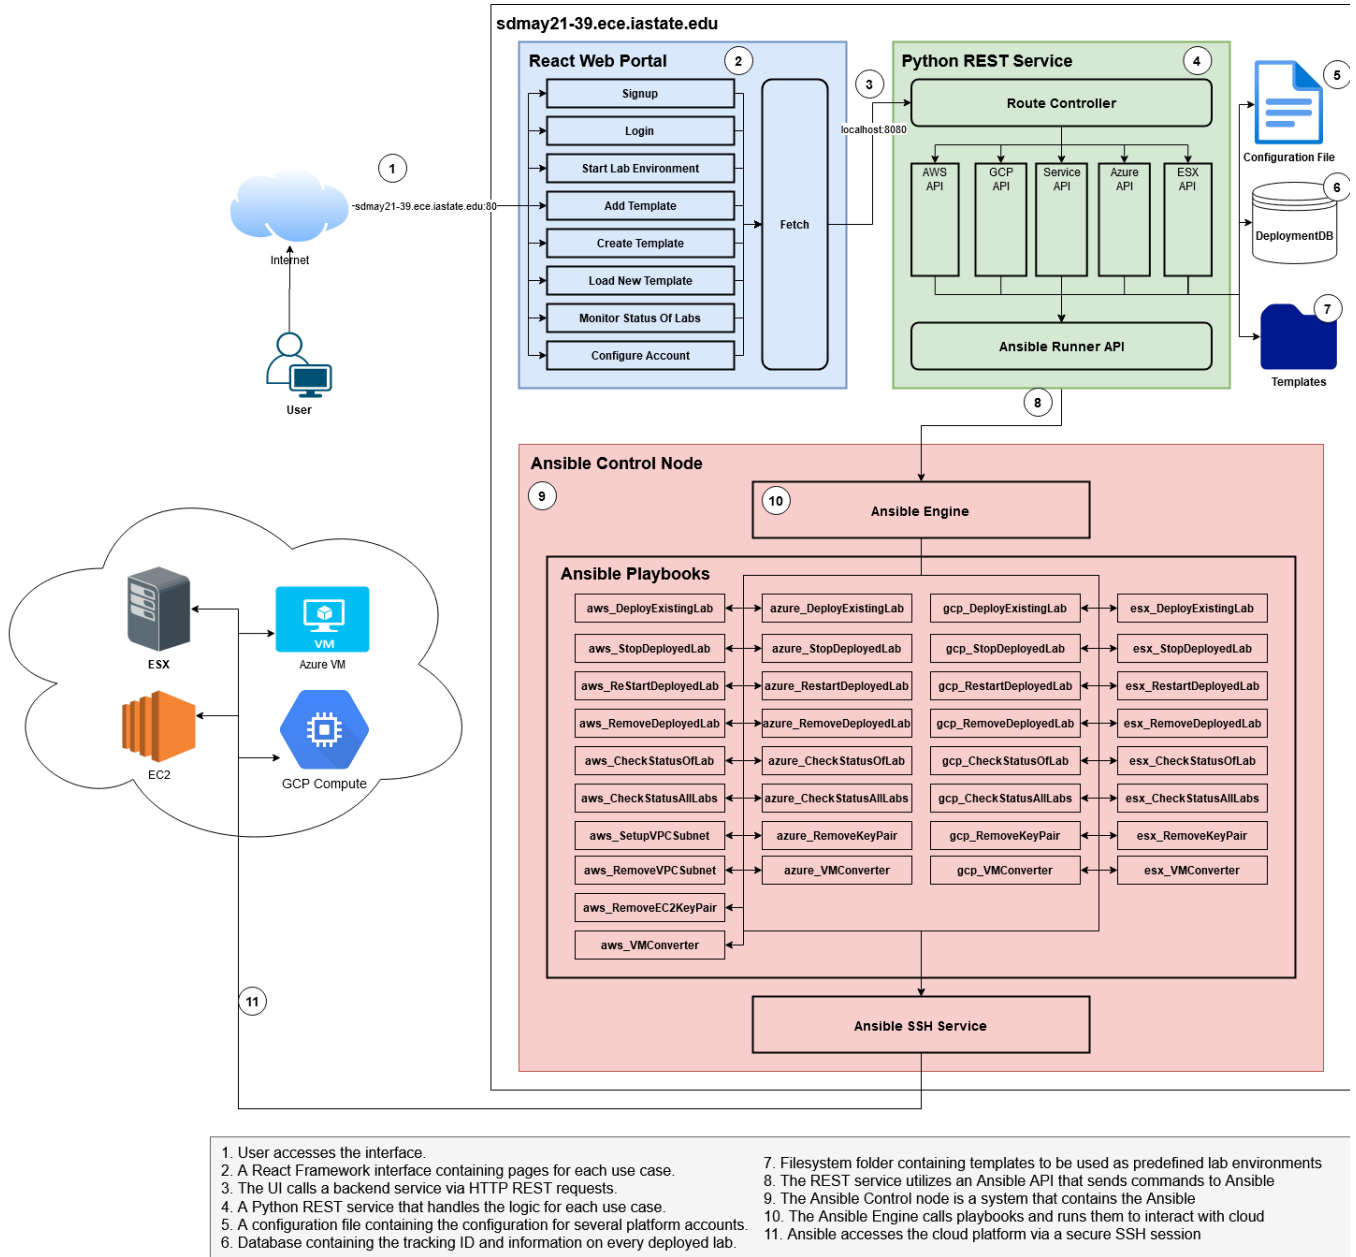 sdmay21-39.ece.iastate.edu
React Web Portal
2
Signup
Login
Start Lab Environment
Add Template
Create Template
Load New Template
Monitor Status Of Labs
Configure Account
Fetch
3
localhost:8080
Python REST Service
4
Route Controller
AWS
API
GCP
API
Service
API
Azure
API
ESX
API
Ansible Runner API
5
Configuration File
6
DeploymentDB
7
Templates
1
sdmay21-39.ece.iastate.edu:80
Internet
User
8
Ansible Control Node
9
10
Ansible Engine
Ansible Playbooks
aws_DeployExistingLab
azure_DeployExistingLab
gcp_DeployExistingLab
esx_DeployExistingLab
aws_StopDeployedLab
azure_StopDeployedLab
gcp_StopDeployedLab
esx_StopDeployedLab
aws_ReStartDeployedLab
azure_RestartDeployedLab
gcp_RestartDeployedLab
esx_RestartDeployedLab
aws_RemoveDeployedLab
azure_RemoveDeployedLab
gcp_RemoveDeployedLab
esx_RemoveDeployedLab
aws_CheckStatusOfLab
azure_CheckStatusOfLab
gcp_CheckStatusOfLab
esx_CheckStatusOfLab
aws_CheckStatusAllLabs
azure_CheckStatusAllLabs
gcp_CheckStatusAllLabs
esx_CheckStatusAllLabs
aws_SetupVPCSubnet
azure_RemoveKeyPair
gcp_RemoveKeyPair
esx_RemoveKeyPair
aws_RemoveVPCSubnet
azure_VMConverter
gcp_VMConverter
esx_VMConverter
aws_RemoveEC2KeyPair
aws_VMConverter
Ansible SSH Service
ESX
VM
Azure VM
EC2
GCP Compute
11
1. User accesses the interface.
2. A React Framework interface containing pages for each use case.
3. The UI calls a backend service via HTTP REST requests.
4. A Python REST service that handles the logic for each use case.
5. A configuration file containing the configuration for several platform accounts.
6. Database containing the tracking ID and information on every deployed lab.
7. Filesystem folder containing templates to be used as predefined lab environments
8. The REST service utilizes an Ansible API that sends commands to Ansible
9. The Ansible Control node is a system that contains the Ansible
10. The Ansible Engine calls playbooks and runs them to interact with cloud
11. Ansible accesses the cloud platform via a secure SSH session